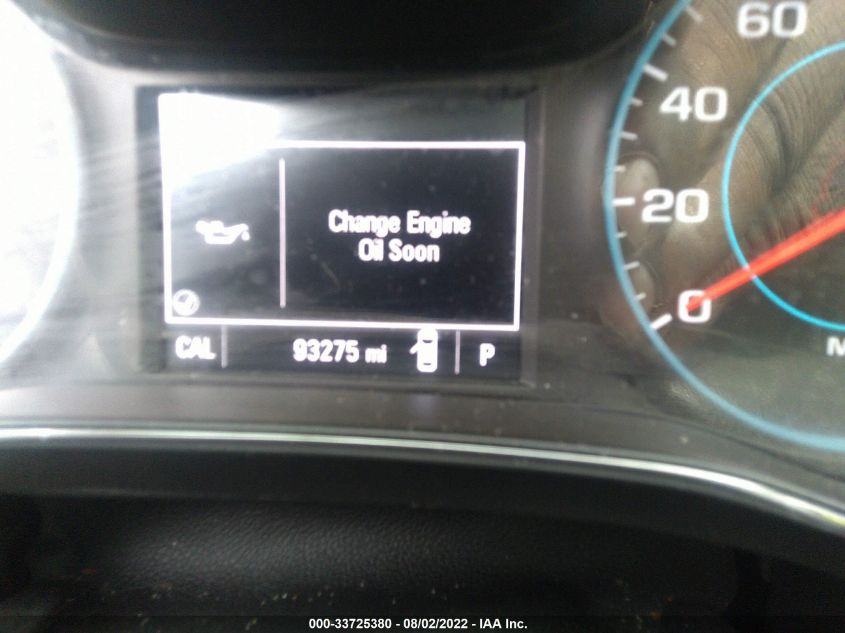 60
40
20
0
M
Change Engine
Oil Soon
CAL 93275 mi P
000-33725380 - 08/02/2022 - IAA Inc.